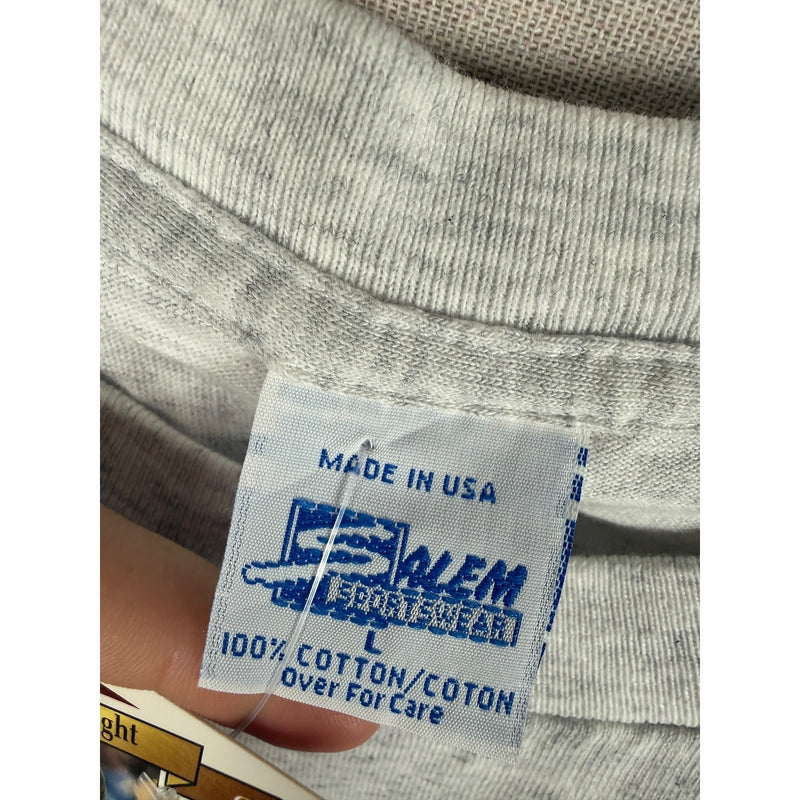 MADE IN USA
SALEM
SPORTSWEAR
L
100% COTTON/COTON
Over For Care
ght